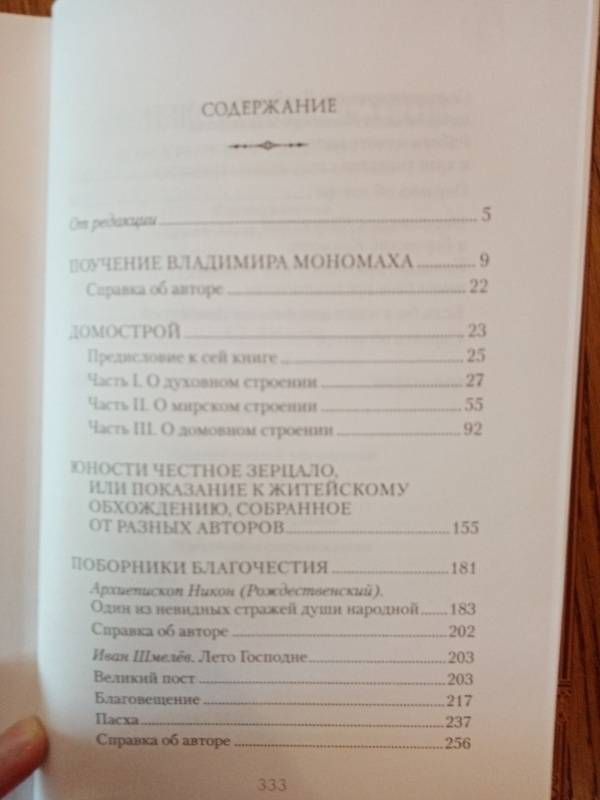 СОДЕРЖАНИЕ
От редакции 5
ПОУЧЕНИЕ ВЛАДИМИРА МОНОМАХА 9
Справка об авторе 22
ДОМОСТРОЙ 23
Предисловие к сей книге 25
Часть I. О духовном строении 27
Часть II. О мирском строении 55
Часть III. О домовном строении 92
ЮНОСТИ ЧЕСТНОЕ ЗЕРЦАЛО,
ИЛИ ПОКАЗАНИЕ К ЖИТЕЙСКОМУ
ОБХОЖДЕНИЮ, СОБРАННОЕ
ОТ РАЗНЫХ АВТОРОВ 155
ПОБОРНИКИ БЛАГОЧЕСТИЯ 181
Архиепископ Никон (Рождественский).
Один из невидных стражей души народной 183
Справка об авторе 202
Иван Шмелёв. Лето Господне 203
Великий пост 203
Благовещение 217
Пасха 237
Справка об авторе 256
333